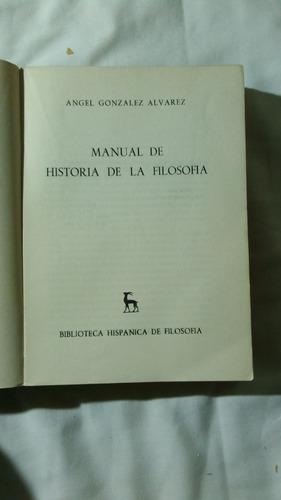 ANGEL GONZALEZ ALVAREZ
MANUAL DE
HISTORIA DE LA FILOSOFIA
BIBLIOTECA HISPANICA DE FILOSOFIA